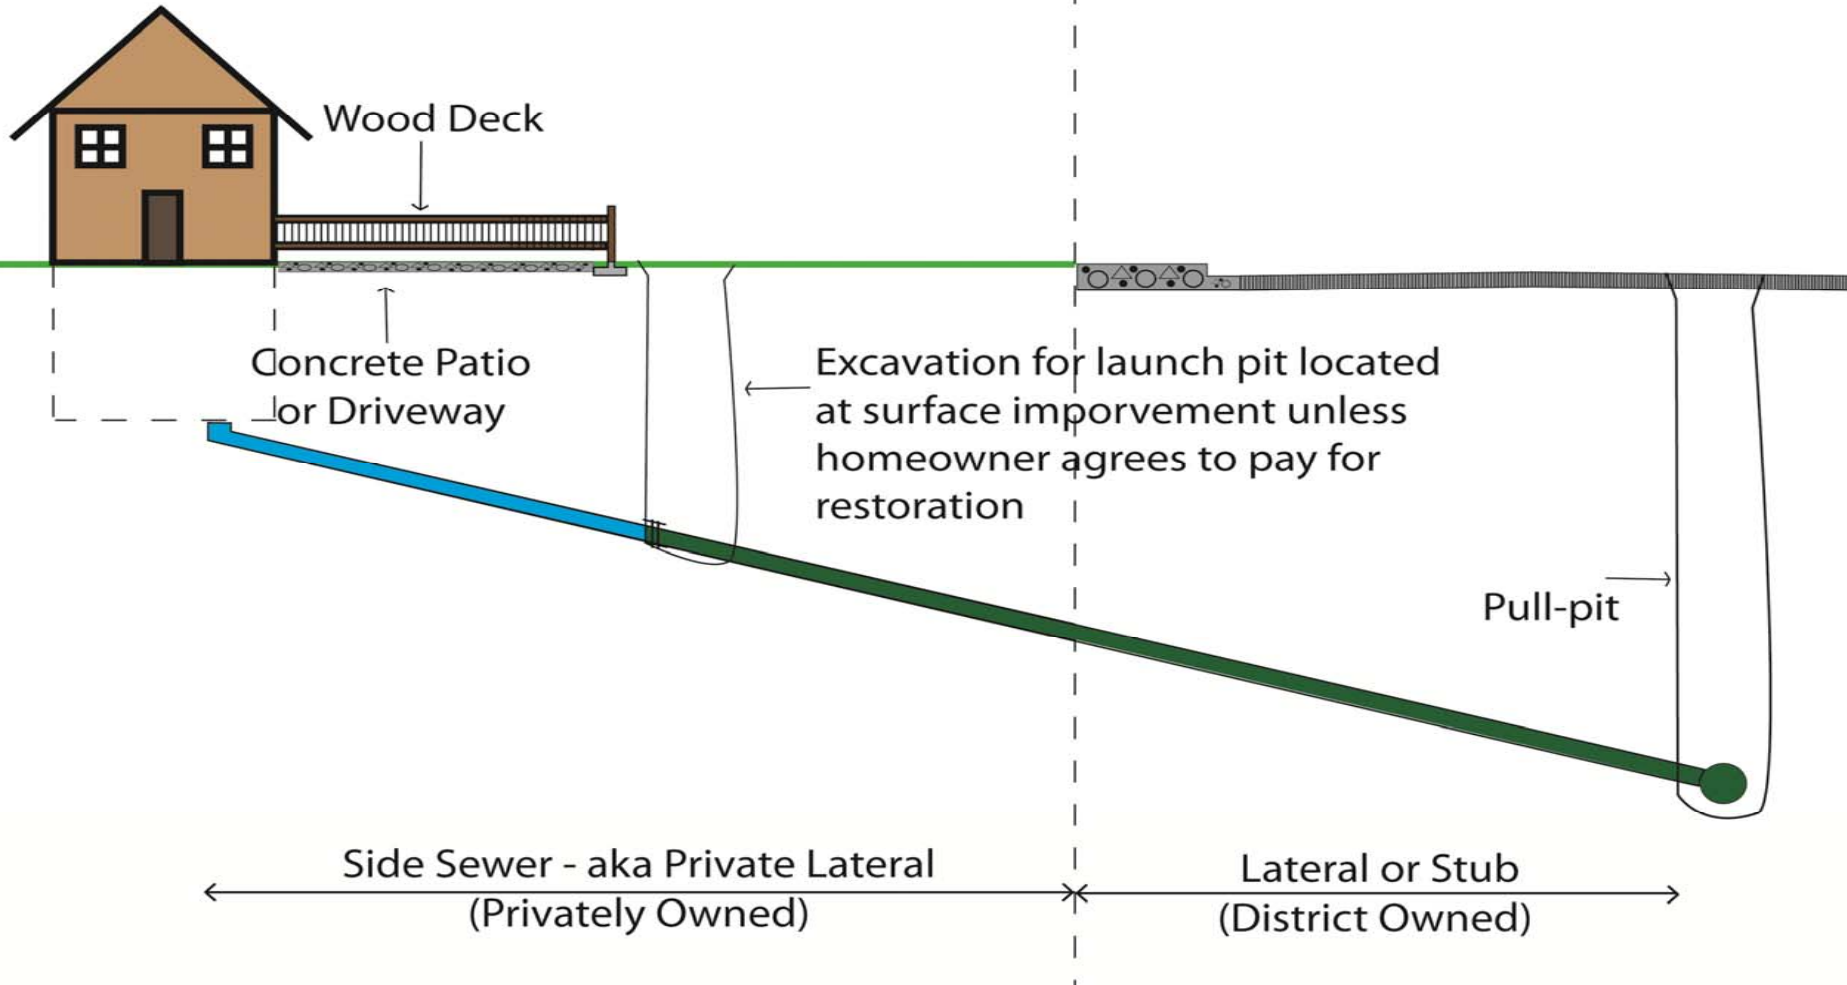 Wood Deck
Concrete Patio
or Driveway
Excavation for launch pit located
at surface imporvement unless
homeowner agrees to pay for
restoration
Pull-pit
Side Sewer - aka Private Lateral
(Privately Owned)
Lateral or Stub
(District Owned)